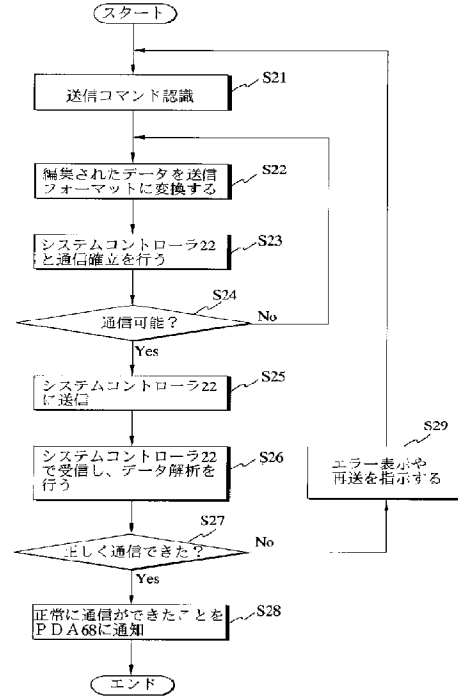 スタート
S21
送信コマンド認識
S22
編集されたデータを送信
フォーマットに変換する
S23
システムコントローラ22
と通信確立を行う
S24
通信可能？
No
Yes
S25
システムコントローラ22
に送信
S26
システムコントローラ22
で受信し、データ解析を
行う
S29
エラー表示や
再送を指示する
S27
正しく通信できた？
No
Yes
S28
正常に通信ができたことを
PDA68に通知
エンド